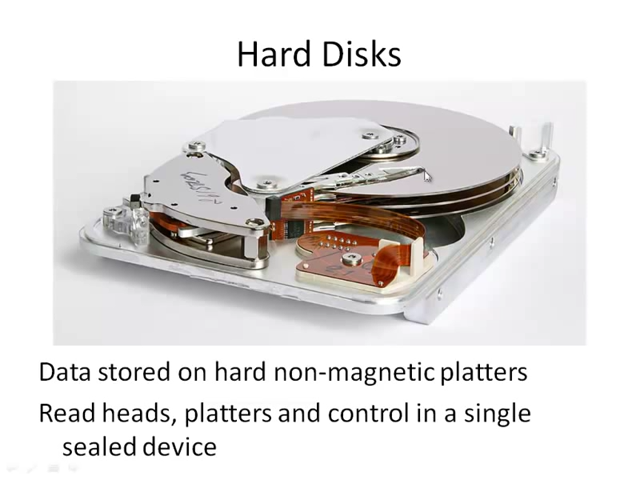 Hard Disks
Data stored on hard non-magnetic platters
Read heads, platters and control in a single
sealed device